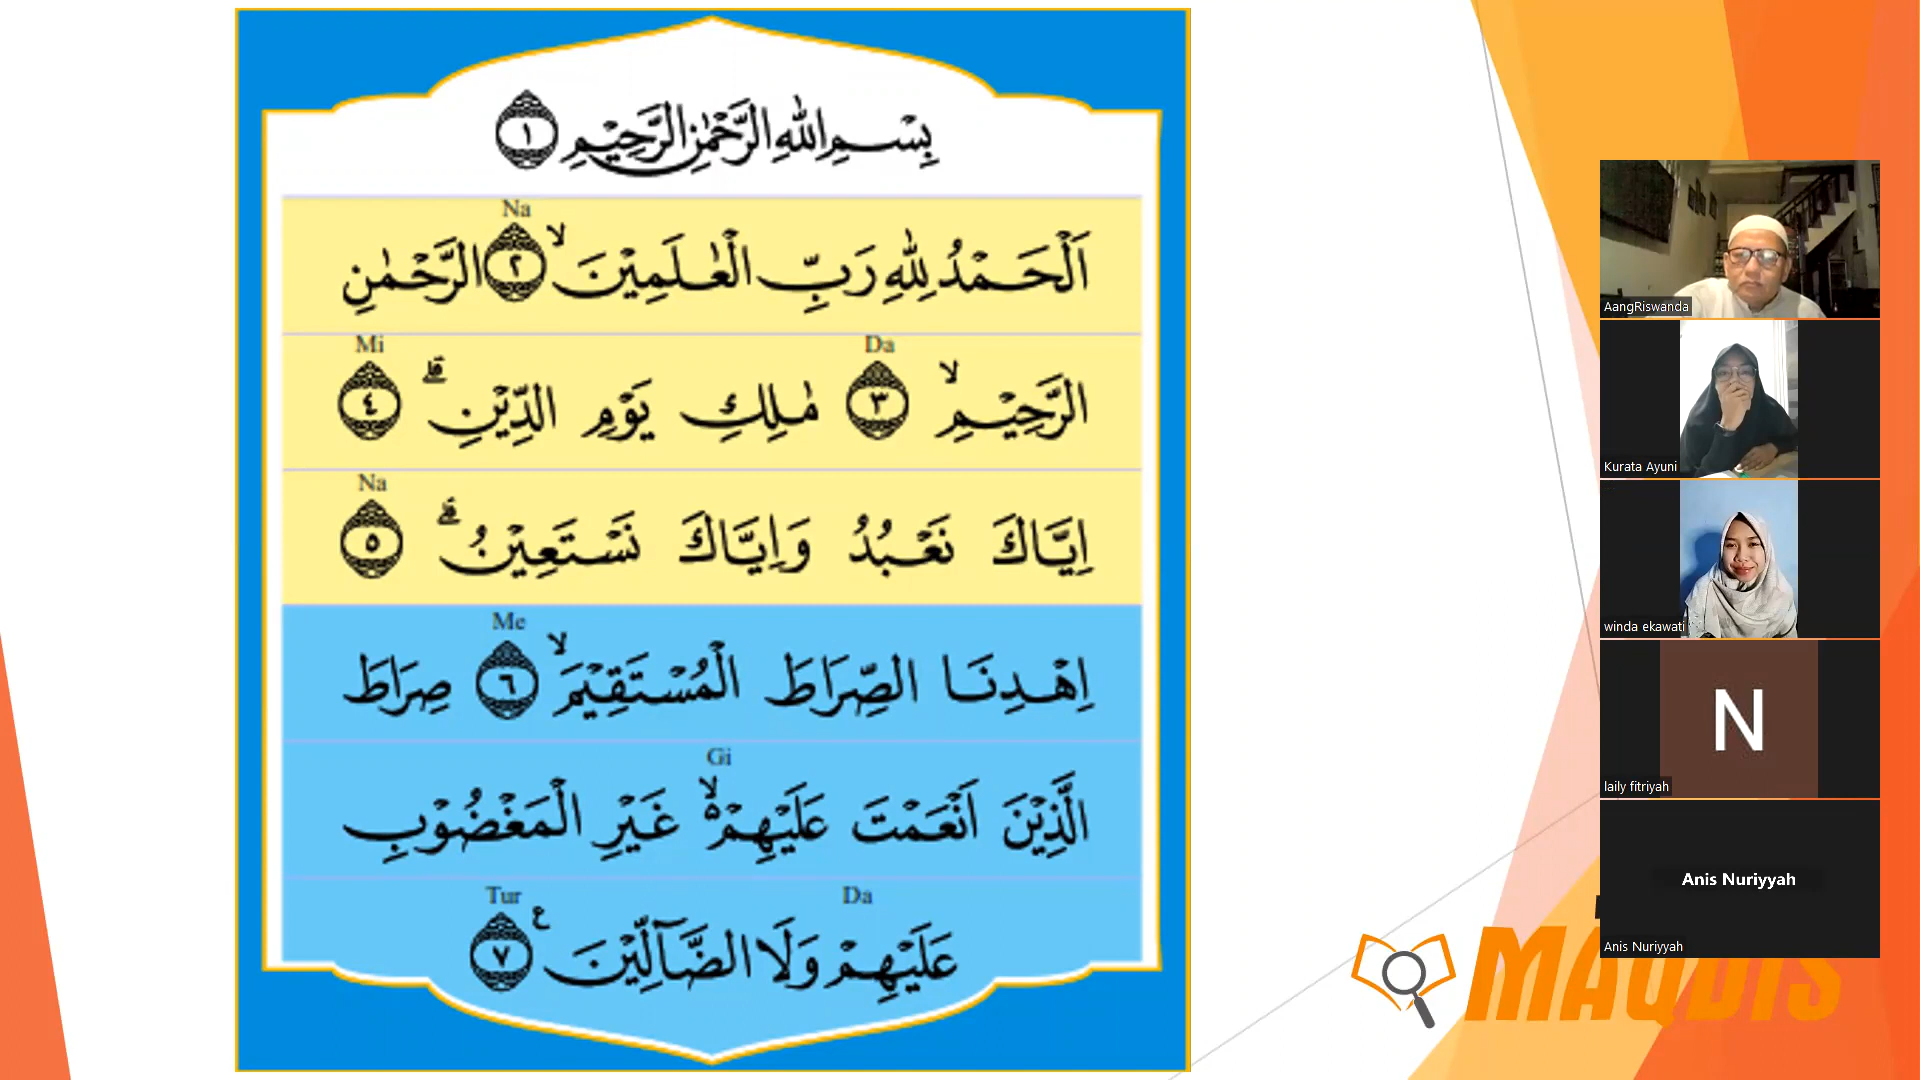 بِسْمِ اللهِ الرَّحْمٰنِ الرَّحِيْمِ ١
Na
اَلْحَمْدُ لِلّٰهِ رَبِّ الْعٰلَمِيْنَ ۙ ٢ الرَّحْمٰنِ
Da Mi
الرَّحِيْمِ ۙ ٣ مٰلِكِ يَوْمِ الدِّيْنِ ۗ ٤
Na
اِيَّاكَ نَعْبُدُ وَاِيَّاكَ نَسْتَعِيْنُ ۗ ٥
Me
اِهْدِنَا الصِّرَاطَ الْمُسْتَقِيْمَ ۙ ٦ صِرَاطَ
Gi
الَّذِيْنَ اَنْعَمْتَ عَلَيْهِمْ ۙ ە غَيْرِ الْمَغْضُوْبِ
Da Tur
عَلَيْهِمْ وَلَا الضَّاۤلِّيْنَ ࣖ ٧
AangRiswanda
Kurata Ayuni
winda ekawati
N
laily fitriyah
Anis Nuriyyah
Anis Nuriyyah
MAQDIS